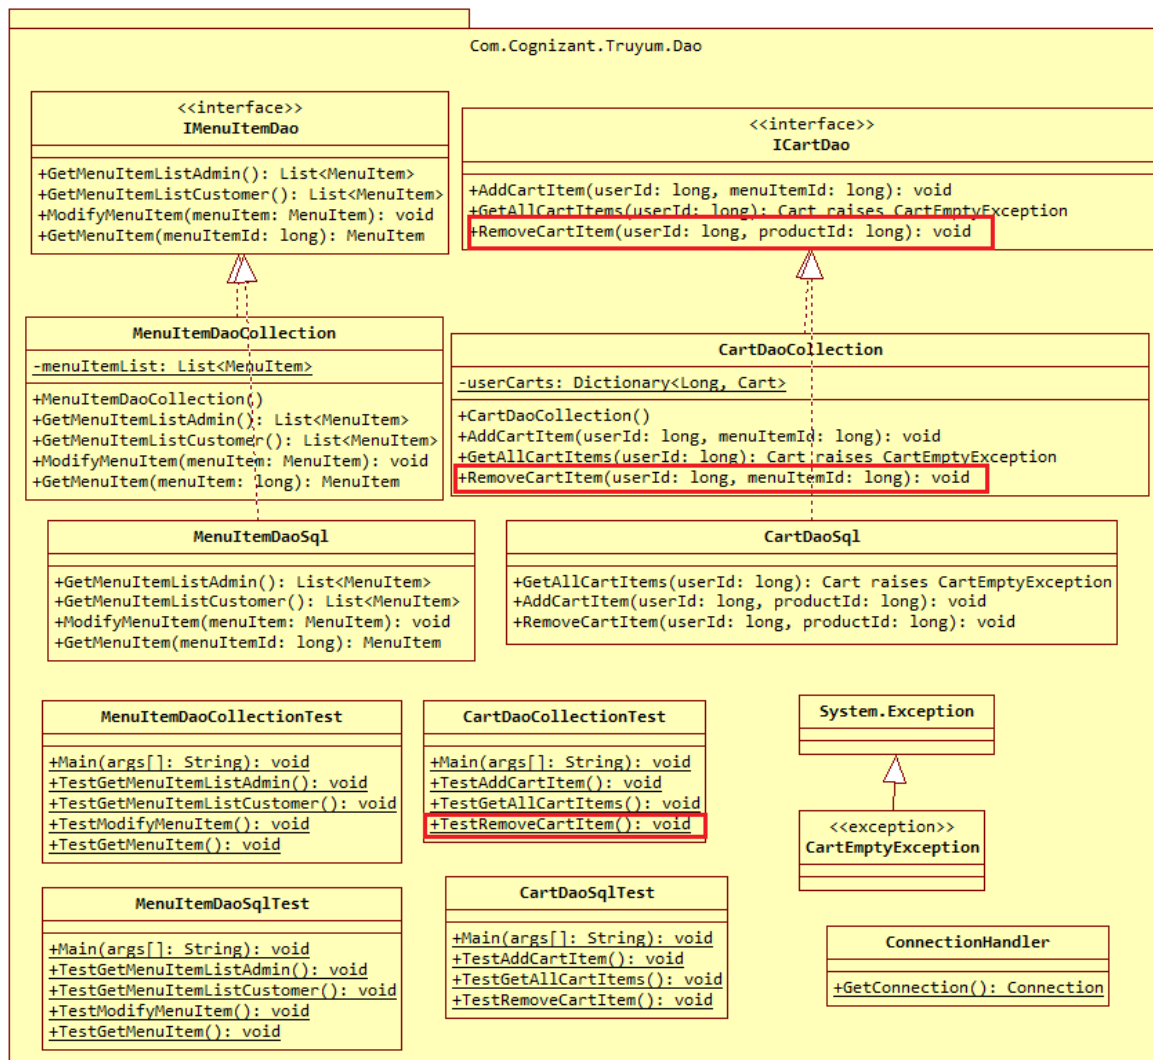 Com.Cognizant.Truyum.Dao
<<interface>>
IMenuItemDao
+GetMenuItemListAdmin(): List<MenuItem>
+GetMenuItemListCustomer(): List<MenuItem>
+ModifyMenuItem(menuItem: MenuItem): void
+GetMenuItem(menuItemId: long): MenuItem
<<interface>>
ICartDao
+AddCartItem(userId: long, menuItemId: long): void
+GetAllCartItems(userId: long): Cart raises CartEmptyException
+RemoveCartItem(userId: long, productId: long): void
MenuItemDaoCollection
-menuItemList: List<MenuItem>
+MenuItemDaoCollection()
+GetMenuItemListAdmin(): List<MenuItem>
+GetMenuItemListCustomer(): List<MenuItem>
+ModifyMenuItem(menuItem: MenuItem): void
+GetMenuItem(menuItem: long): MenuItem
CartDaoCollection
-userCarts: Dictionary<Long, Cart>
+CartDaoCollection()
+AddCartItem(userId: long, menuItemId: long): void
+GetAllCartItems(userId: long): Cart raises CartEmptyException
+RemoveCartItem(userId: long, menuItemId: long): void
MenuItemDaoSql
+GetMenuItemListAdmin(): List<MenuItem>
+GetMenuItemListCustomer(): List<MenuItem>
+ModifyMenuItem(menuItem: MenuItem): void
+GetMenuItem(menuItemId: long): MenuItem
CartDaoSql
+GetAllCartItems(userId: long): Cart raises CartEmptyException
+AddCartItem(userId: long, productId: long): void
+RemoveCartItem(userId: long, productId: long): void
MenuItemDaoCollectionTest
+Main(args[]: String): void
+TestGetMenuItemListAdmin(): void
+TestGetMenuItemListCustomer(): void
+TestModifyMenuItem(): void
+TestGetMenuItem(): void
CartDaoCollectionTest
+Main(args[]: String): void
+TestAddCartItem(): void
+TestGetAllCartItems(): void
+TestRemoveCartItem(): void
System.Exception
<<exception>>
CartEmptyException
MenuItemDaoSqlTest
+Main(args[]: String): void
+TestGetMenuItemListAdmin(): void
+TestGetMenuItemListCustomer(): void
+TestModifyMenuItem(): void
+TestGetMenuItem(): void
CartDaoSqlTest
+Main(args[]: String): void
+TestAddCartItem(): void
+TestGetAllCartItems(): void
+TestRemoveCartItem(): void
ConnectionHandler
+GetConnection(): Connection